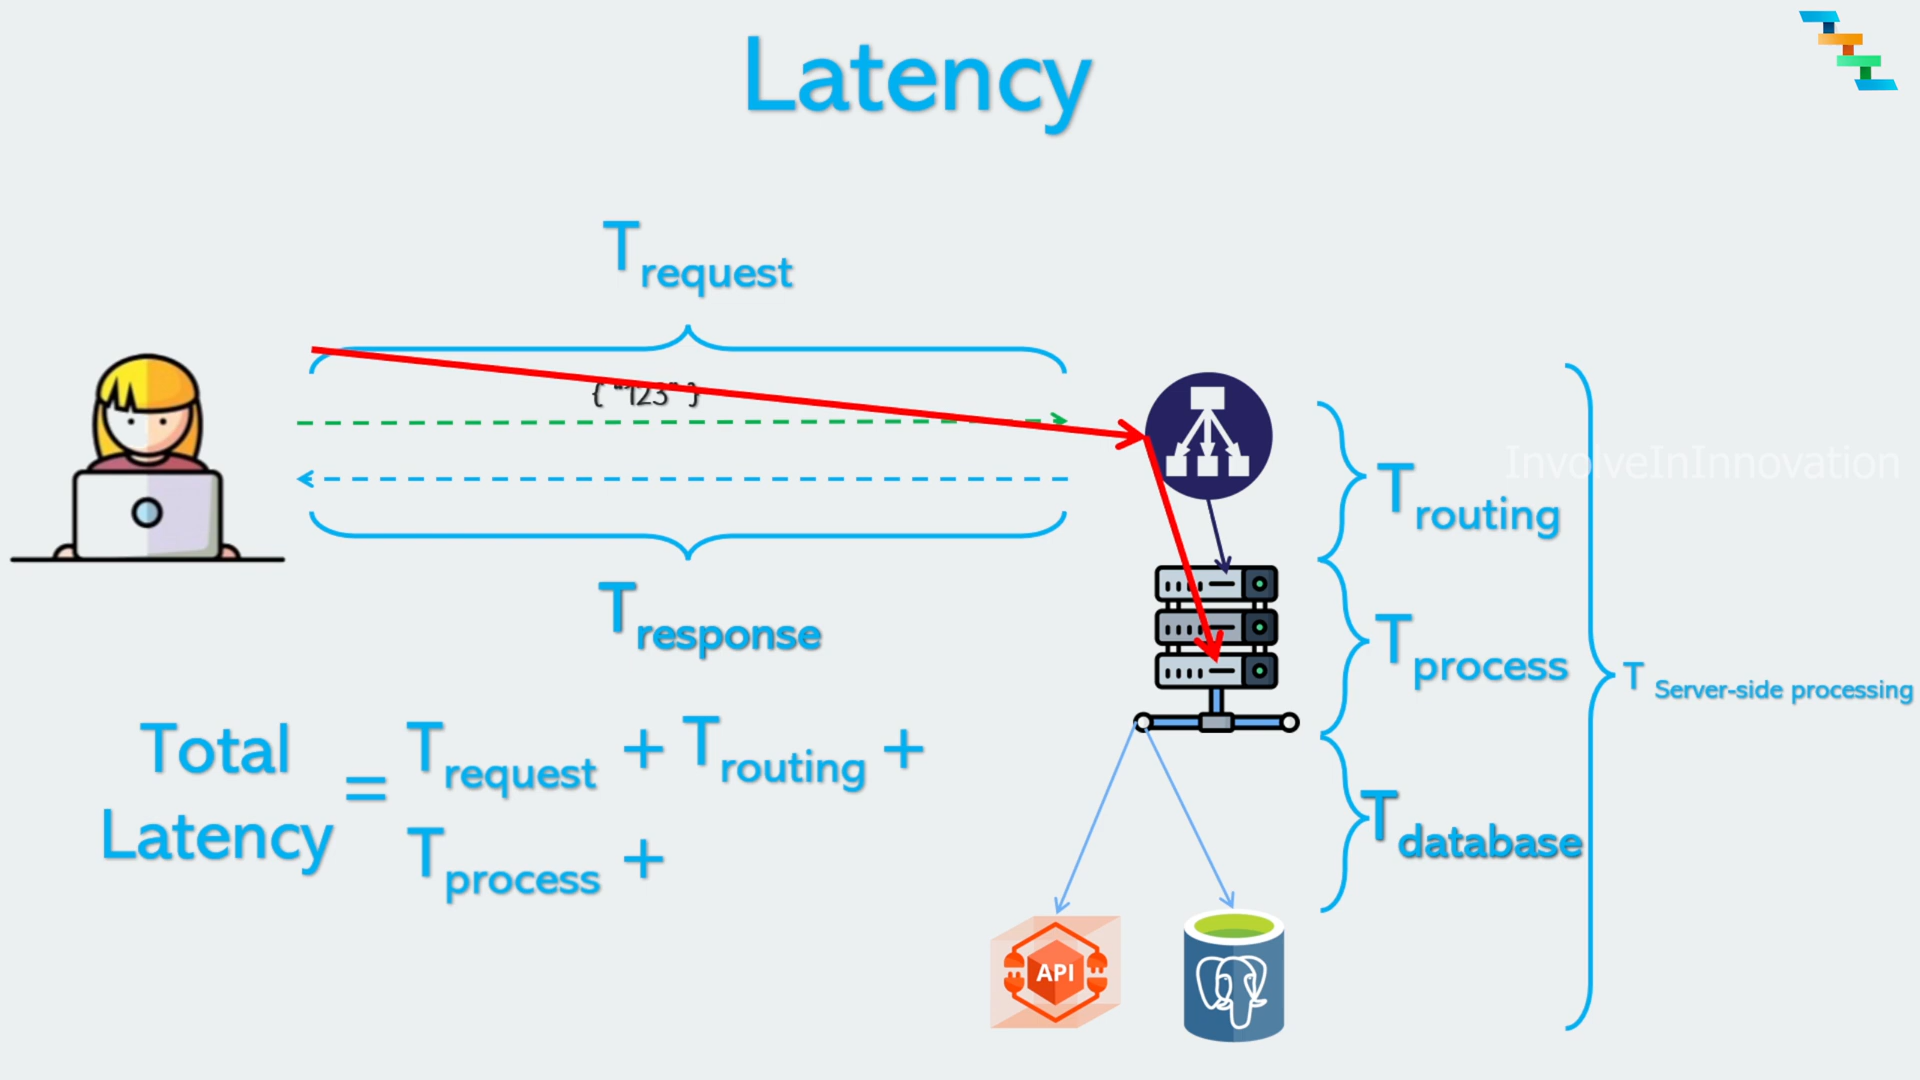 Latency
T request
{ "123" }
InvolveInInnovation
T routing
T response
T process
T Server-side processing
Total Latency = T request + T routing +
T process +
T database
API